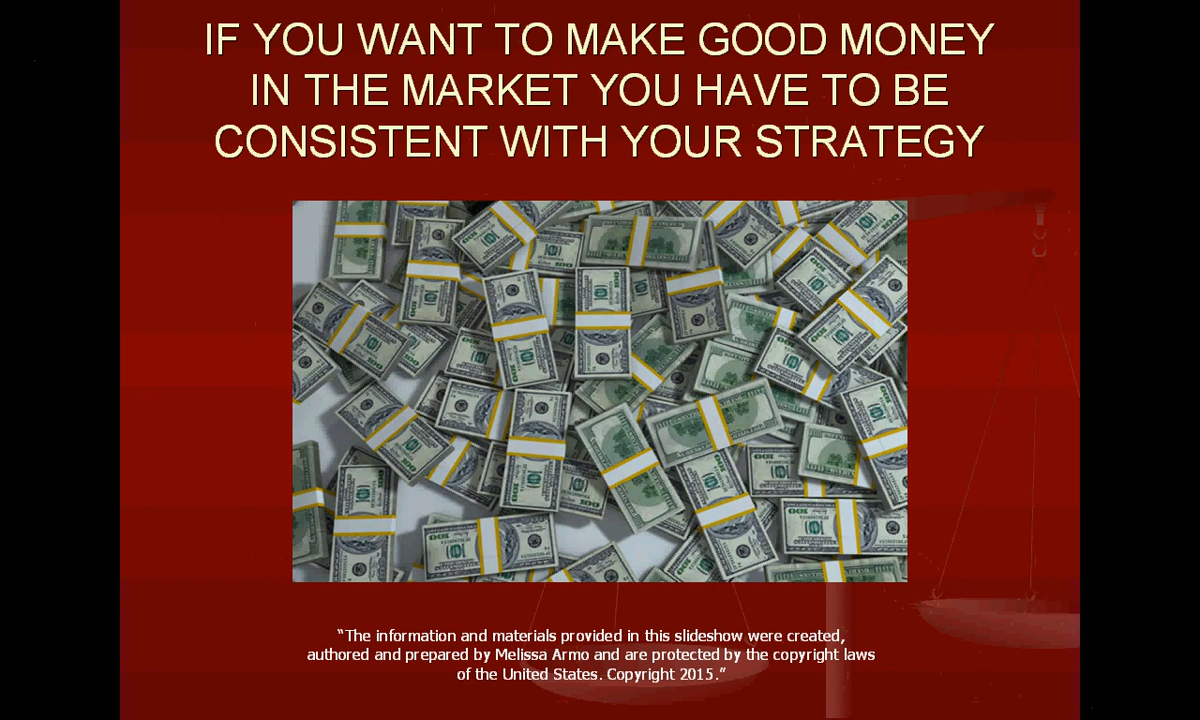 IF YOU WANT TO MAKE GOOD MONEY
IN THE MARKET YOU HAVE TO BE
CONSISTENT WITH YOUR STRATEGY
“The information and materials provided in this slideshow were created,
authored and prepared by Melissa Armo and are protected by the copyright laws
of the United States. Copyright 2015.”